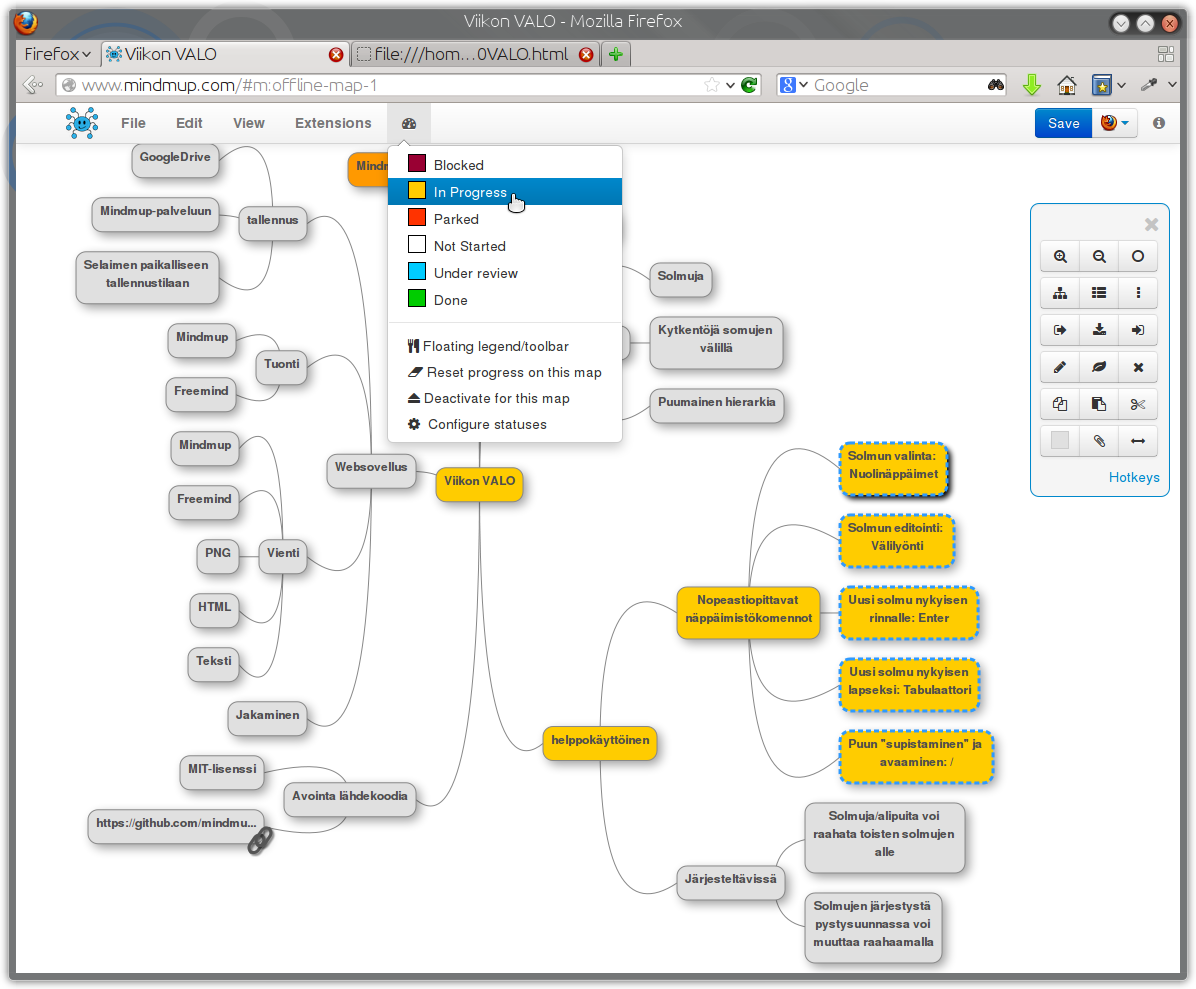 Viikon VALO - Mozilla Firefox
Firefox
Viikon VALO
file:///hom...0VALO.html
www.mindmup.com/#m:offline-map-1
Google
File
Edit
View
Extensions
Save
Blocked
In Progress
Parked
Not Started
Under review
Done
Floating legend/toolbar
Reset progress on this map
Deactivate for this map
Configure statuses
GoogleDrive
Mindmup-palveluun
Selaimen paikalliseen
tallennustilaan
tallennus
Mindmup
Freemind
Tuonti
Mindmup
Freemind
PNG
HTML
Teksti
Vienti
Jakaminen
Websovellus
MIT-lisenssi
https://github.com/mindmu...
Avointa lähdekoodia
Viikon VALO
Solmuja
Kytkentöjä somujen
välillä
Puumainen hierarkia
Solmun valinta:
Nuolinäppäimet
Solmun editointi:
Välilyönti
Nopeastiopittavat
näppäimistökomennot
Uusi solmu nykyisen
rinnalle: Enter
Uusi solmu nykyisen
lapseksi: Tabulaattori
Puun "supistaminen" ja
avaaminen: /
helppokäyttöinen
Järjesteltävissä
Solmuja/alipuita voi
raahata toisten solmujen
alle
Solmujen järjestystä
pystysuunnassa voi
muuttaa raahaamalla
Hotkeys